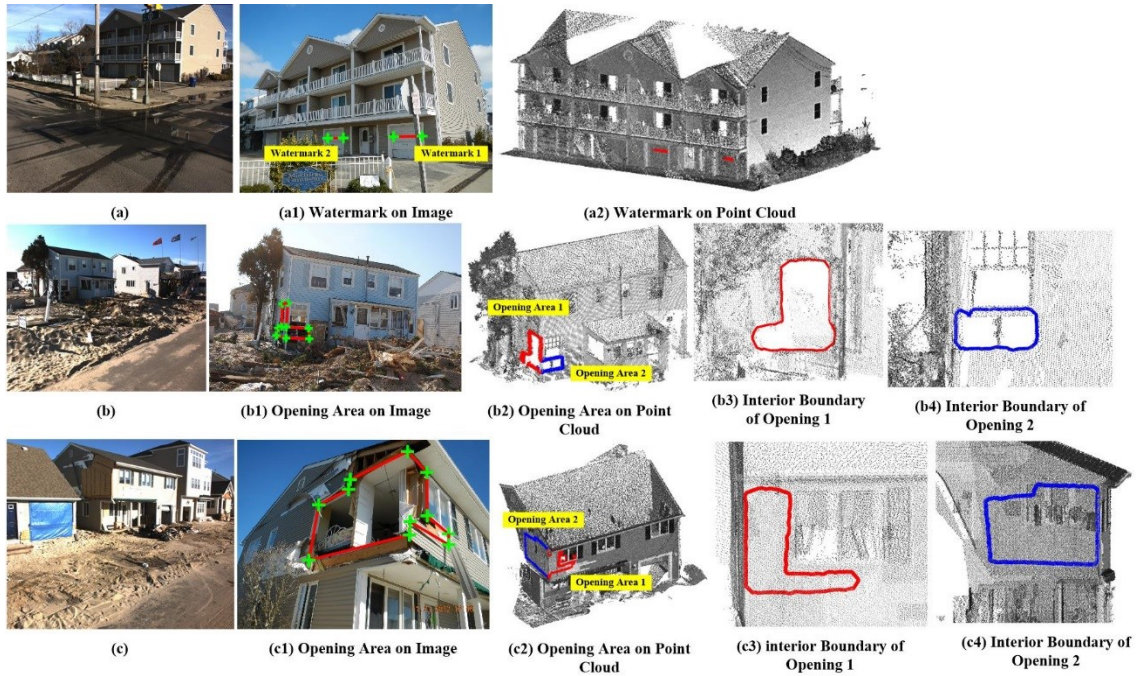 Watermark 2
Watermark 1
(a)
(a1) Watermark on Image
(a2) Watermark on Point Cloud
Opening Area 1
Opening Area 2
(b)
(b1) Opening Area on Image
(b2) Opening Area on Point
Cloud
(b3) Interior Boundary
of Opening 1
(b4) Interior Boundary of
Opening 2
Opening Area 2
Opening Area 1
(c)
(c1) Opening Area on Image
(c2) Opening Area on Point
Cloud
(c3) interior Boundary of
Opening 1
(c4) Interior Boundary of
Opening 2